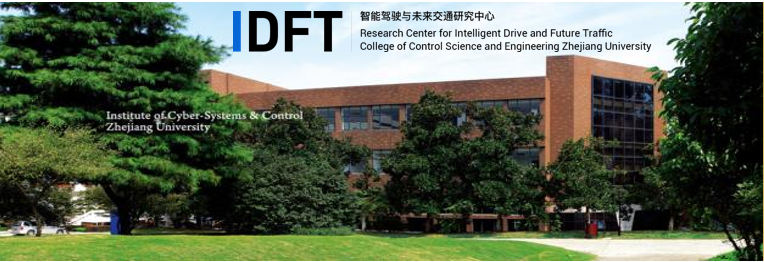 IDFT
智能驾驶与未来交通研究中心
Research Center for Intelligent Drive and Future Traffic
College of Control Science and Engineering Zhejiang University
Institute of Cyber-Systems & Control
Zhejiang University